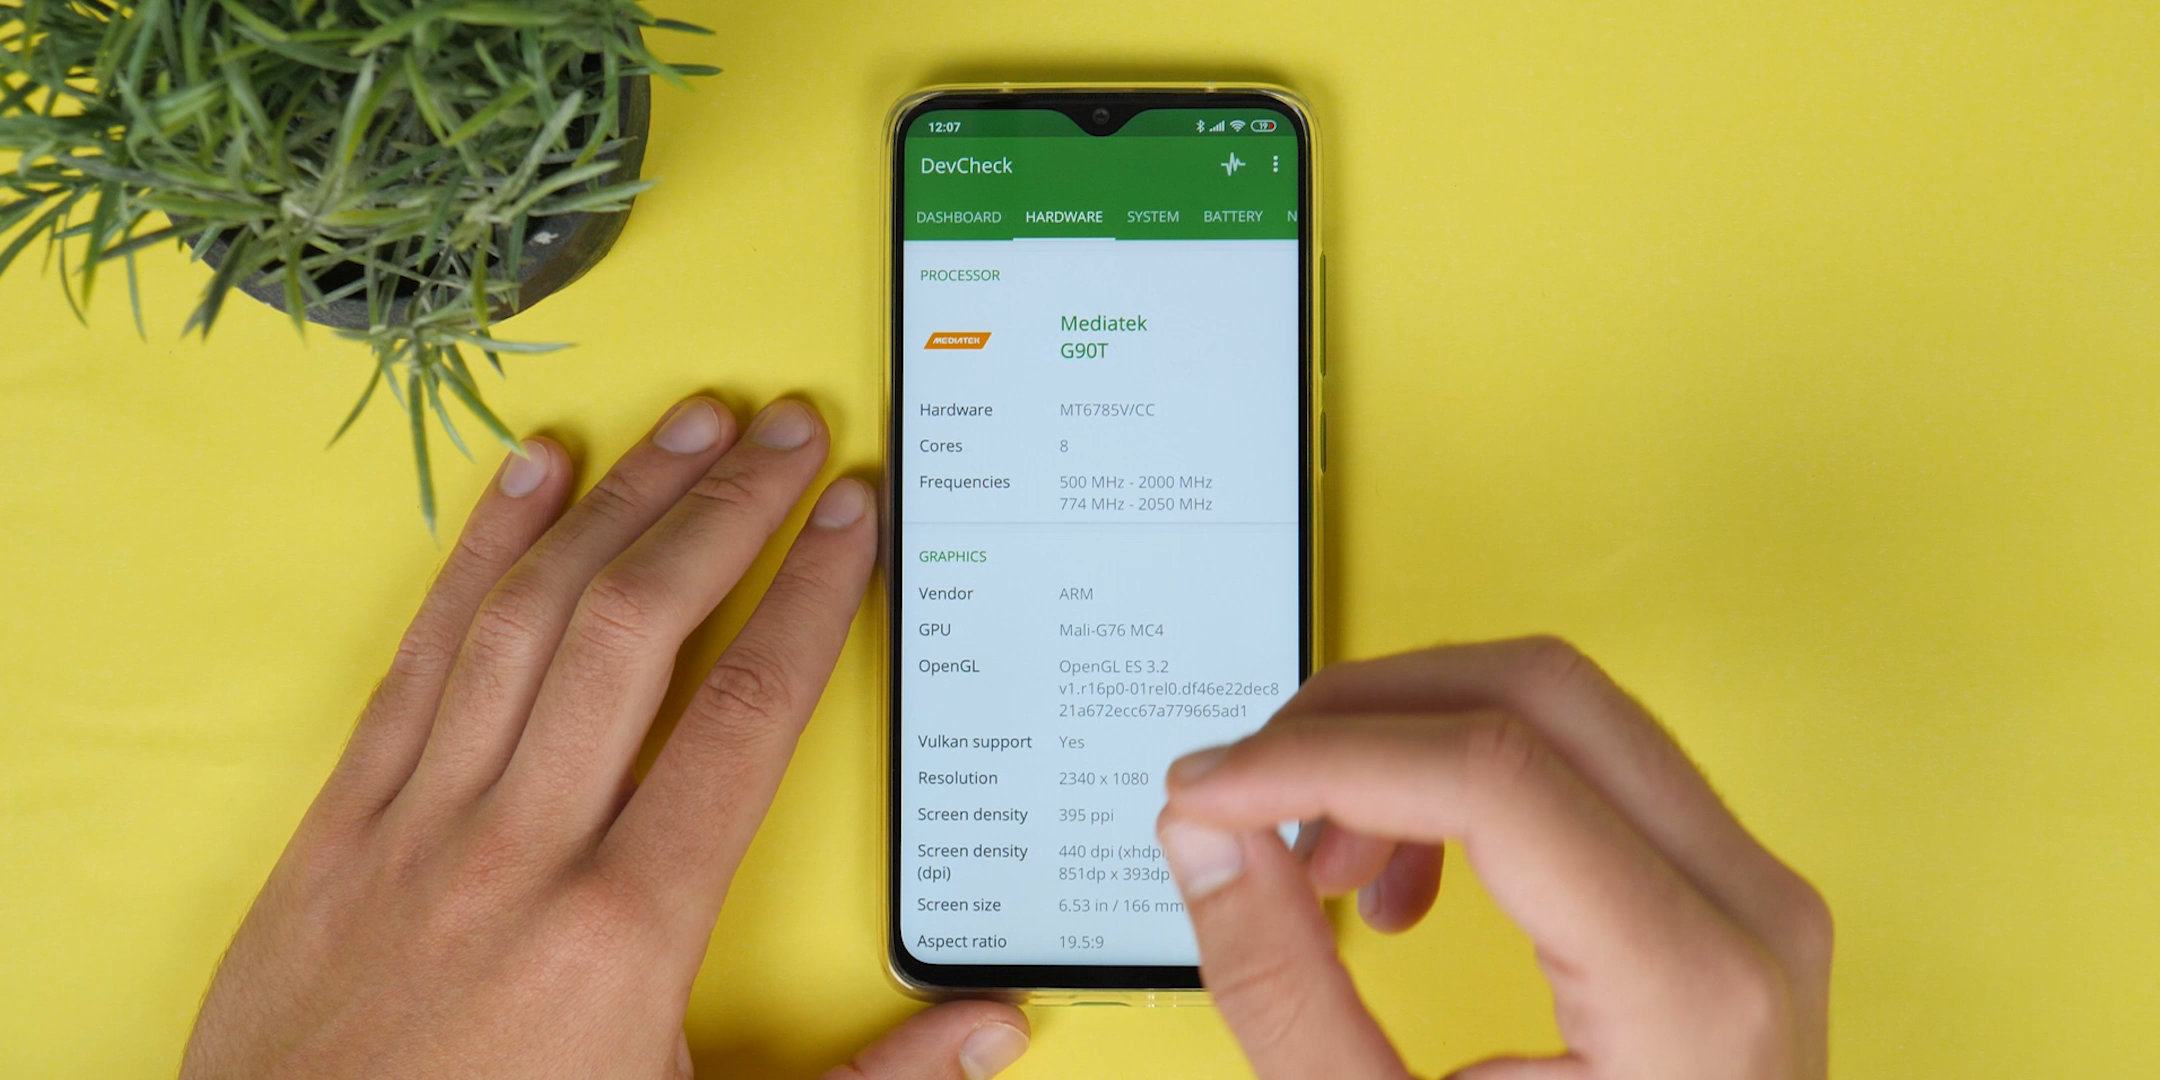 12:07
19
DevCheck
DASHBOARD HARDWARE SYSTEM BATTERY N
PROCESSOR
MEDIATEK
Mediatek
G90T
Hardware MT6785V/CC
Cores 8
Frequencies 500 MHz - 2000 MHz
774 MHz - 2050 MHz
GRAPHICS
Vendor ARM
GPU Mali-G76 MC4
OpenGL OpenGL ES 3.2
v1.r16p0-01rel0.df46e22dec8
21a672ecc67a779665ad1
Vulkan support Yes
Resolution 2340 x 1080
Screen density 395 ppi
Screen density 440 dpi (xhdpi
(dpi) 851dp x 393dp
Screen size 6.53 in / 166 mm
Aspect ratio 19.5:9